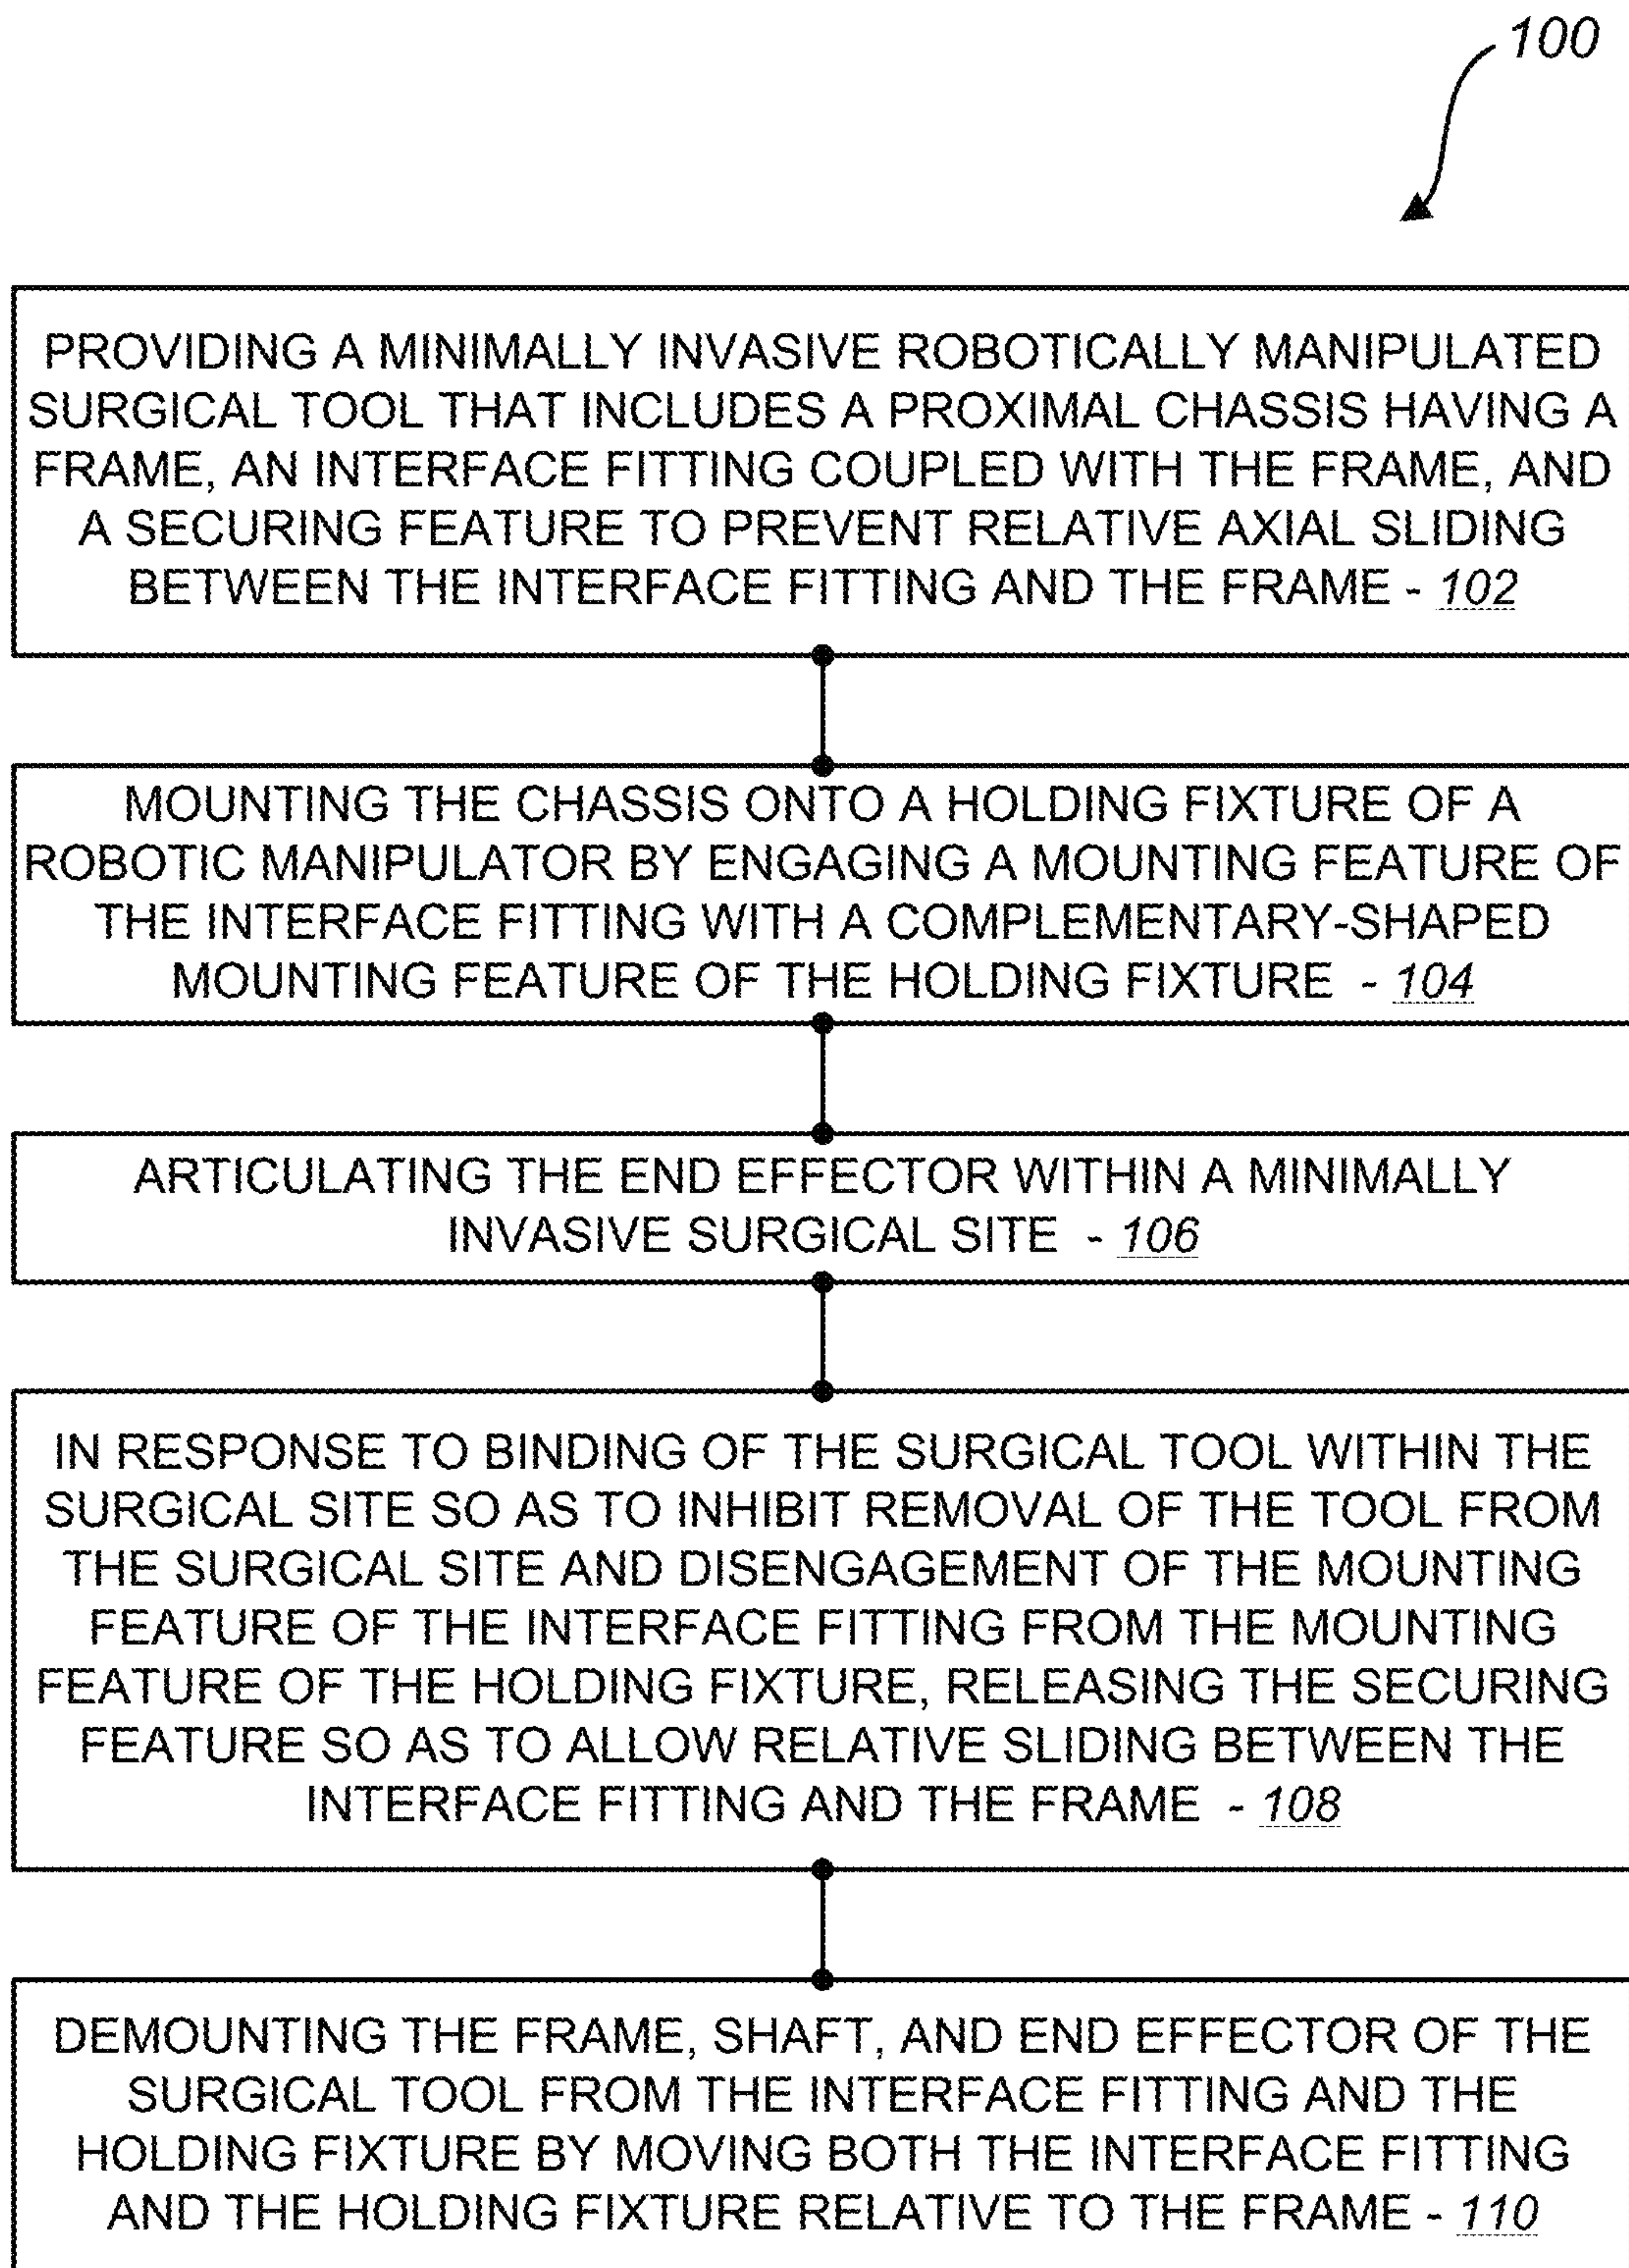 100
PROVIDING A MINIMALLY INVASIVE ROBOTICALLY MANIPULATED
SURGICAL TOOL THAT INCLUDES A PROXIMAL CHASSIS HAVING A
FRAME, AN INTERFACE FITTING COUPLED WITH THE FRAME, AND
A SECURING FEATURE TO PREVENT RELATIVE AXIAL SLIDING
BETWEEN THE INTERFACE FITTING AND THE FRAME - 102
MOUNTING THE CHASSIS ONTO A HOLDING FIXTURE OF A
ROBOTIC MANIPULATOR BY ENGAGING A MOUNTING FEATURE OF
THE INTERFACE FITTING WITH A COMPLEMENTARY-SHAPED
MOUNTING FEATURE OF THE HOLDING FIXTURE - 104
ARTICULATING THE END EFFECTOR WITHIN A MINIMALLY
INVASIVE SURGICAL SITE - 106
IN RESPONSE TO BINDING OF THE SURGICAL TOOL WITHIN THE
SURGICAL SITE SO AS TO INHIBIT REMOVAL OF THE TOOL FROM
THE SURGICAL SITE AND DISENGAGEMENT OF THE MOUNTING
FEATURE OF THE INTERFACE FITTING FROM THE MOUNTING
FEATURE OF THE HOLDING FIXTURE, RELEASING THE SECURING
FEATURE SO AS TO ALLOW RELATIVE SLIDING BETWEEN THE
INTERFACE FITTING AND THE FRAME - 108
DEMOUNTING THE FRAME, SHAFT, AND END EFFECTOR OF THE
SURGICAL TOOL FROM THE INTERFACE FITTING AND THE
HOLDING FIXTURE BY MOVING BOTH THE INTERFACE FITTING
AND THE HOLDING FIXTURE RELATIVE TO THE FRAME - 110